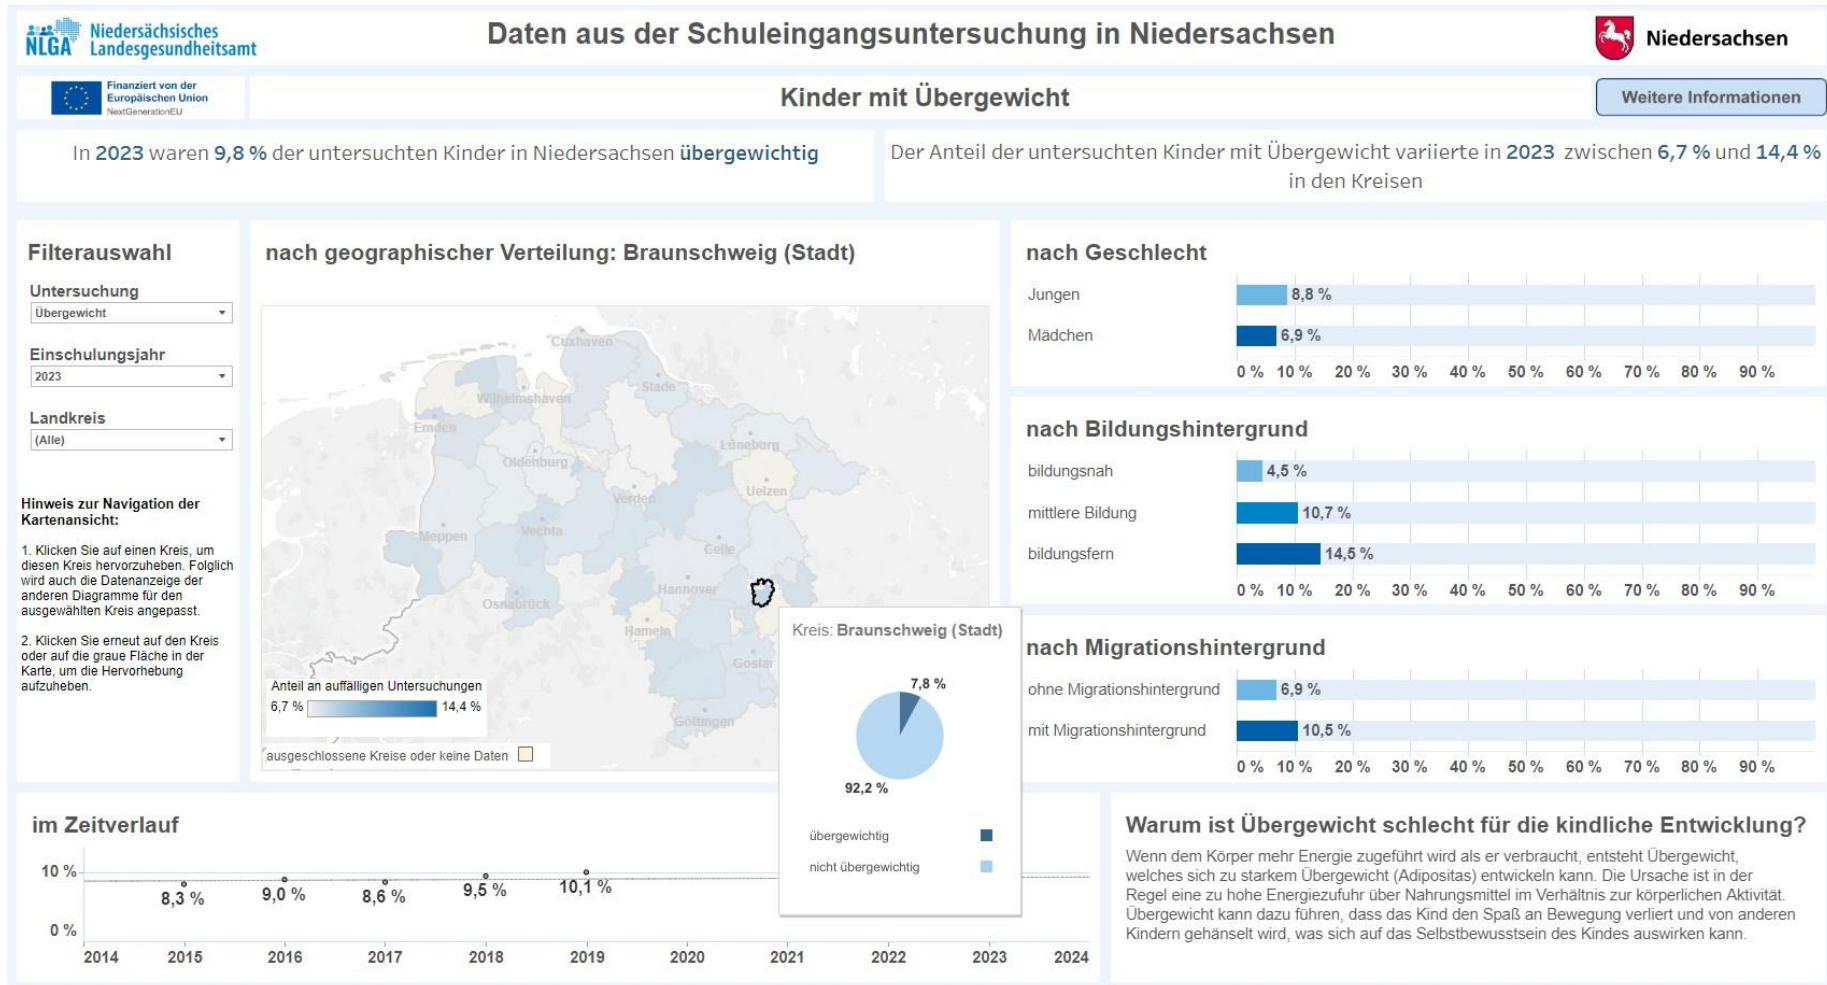 NLGA
Niedersächsisches
Landesgesundheitsamt
Daten aus der Schuleingangsuntersuchung in Niedersachsen
Niedersachsen
Finanziert von der
Europäischen Union
NextGenerationEU
Kinder mit Übergewicht
Weitere Informationen
In 2023 waren 9,8 % der untersuchten Kinder in Niedersachsen übergewichtig
Der Anteil der untersuchten Kinder mit Übergewicht variierte in 2023 zwischen 6,7 % und 14,4 %
in den Kreisen
Filterauswahl
Untersuchung
Übergewicht
Einschulungsjahr
2023
Landkreis
(Alle)
Hinweis zur Navigation der
Kartenansicht:
1. Klicken Sie auf einen Kreis, um
diesen Kreis hervorzuheben. Folglich
wird auch die Datenanzeige der
anderen Diagramme für den
ausgewählten Kreis angepasst.
2. Klicken Sie erneut auf den Kreis
oder auf die graue Fläche in der
Karte, um die Hervorhebung
aufzuheben.
nach geographischer Verteilung: Braunschweig (Stadt)
Cuxhaven
Stade
Wilhelmshaven
Emden
Lüneburg
Oldenburg
Uelzen
Verden
Vechta
Meppen
Celle
Hannover
Osnabrück
Hameln
Goslar
Göttingen
Anteil an auffälligen Untersuchungen
6,7 % 14,4 %
ausgeschlossene Kreise oder keine Daten
Kreis: Braunschweig (Stadt)
7,8 %
92,2 %
übergewichtig
nicht übergewichtig
nach Geschlecht
Jungen 8,8 %
Mädchen 6,9 %
0 % 10 % 20 % 30 % 40 % 50 % 60 % 70 % 80 % 90 %
nach Bildungshintergrund
bildungsnah 4,5 %
mittlere Bildung 10,7 %
bildungsfern 14,5 %
0 % 10 % 20 % 30 % 40 % 50 % 60 % 70 % 80 % 90 %
nach Migrationshintergrund
ohne Migrationshintergrund 6,9 %
mit Migrationshintergrund 10,5 %
0 % 10 % 20 % 30 % 40 % 50 % 60 % 70 % 80 % 90 %
im Zeitverlauf
10 %
8,3 % 9,0 % 8,6 % 9,5 % 10,1 %
0 %
2014 2015 2016 2017 2018 2019 2020 2021 2022 2023 2024
Warum ist Übergewicht schlecht für die kindliche Entwicklung?
Wenn dem Körper mehr Energie zugeführt wird als er verbraucht, entsteht Übergewicht,
welches sich zu starkem Übergewicht (Adipositas) entwickeln kann. Die Ursache ist in der
Regel eine zu hohe Energiezufuhr über Nahrungsmittel im Verhältnis zur körperlichen Aktivität.
Übergewicht kann dazu führen, dass das Kind den Spaß an Bewegung verliert und von anderen
Kindern gehänselt wird, was sich auf das Selbstbewusstsein des Kindes auswirken kann.